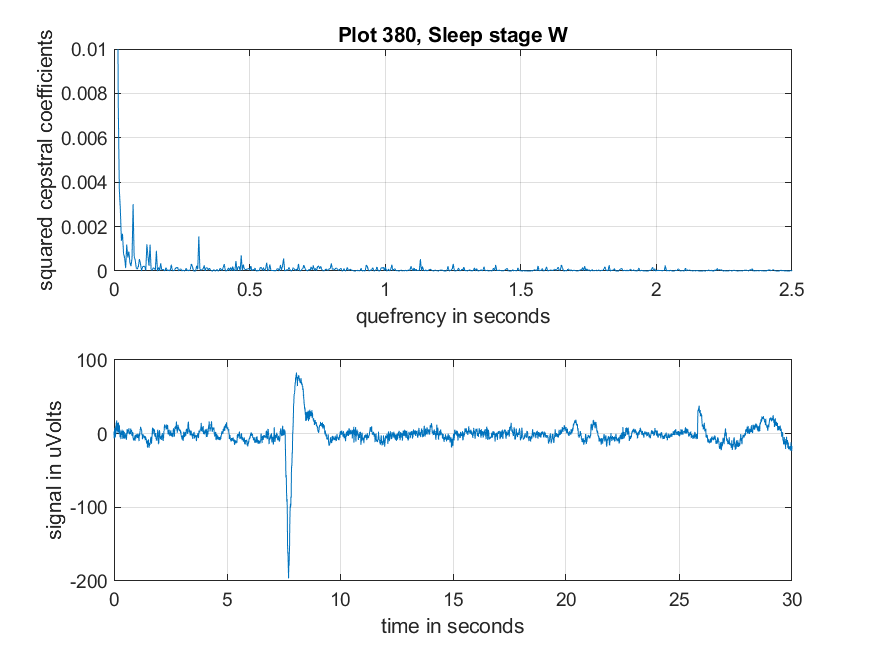 Plot 380, Sleep stage W
squared cepstral coefficients
0.01
0.008
0.006
0.004
0.002
0
0 0.5 1 1.5 2 2.5
quefrency in seconds
signal in uVolts
100
0
-100
-200
0 5 10 15 20 25 30
time in seconds